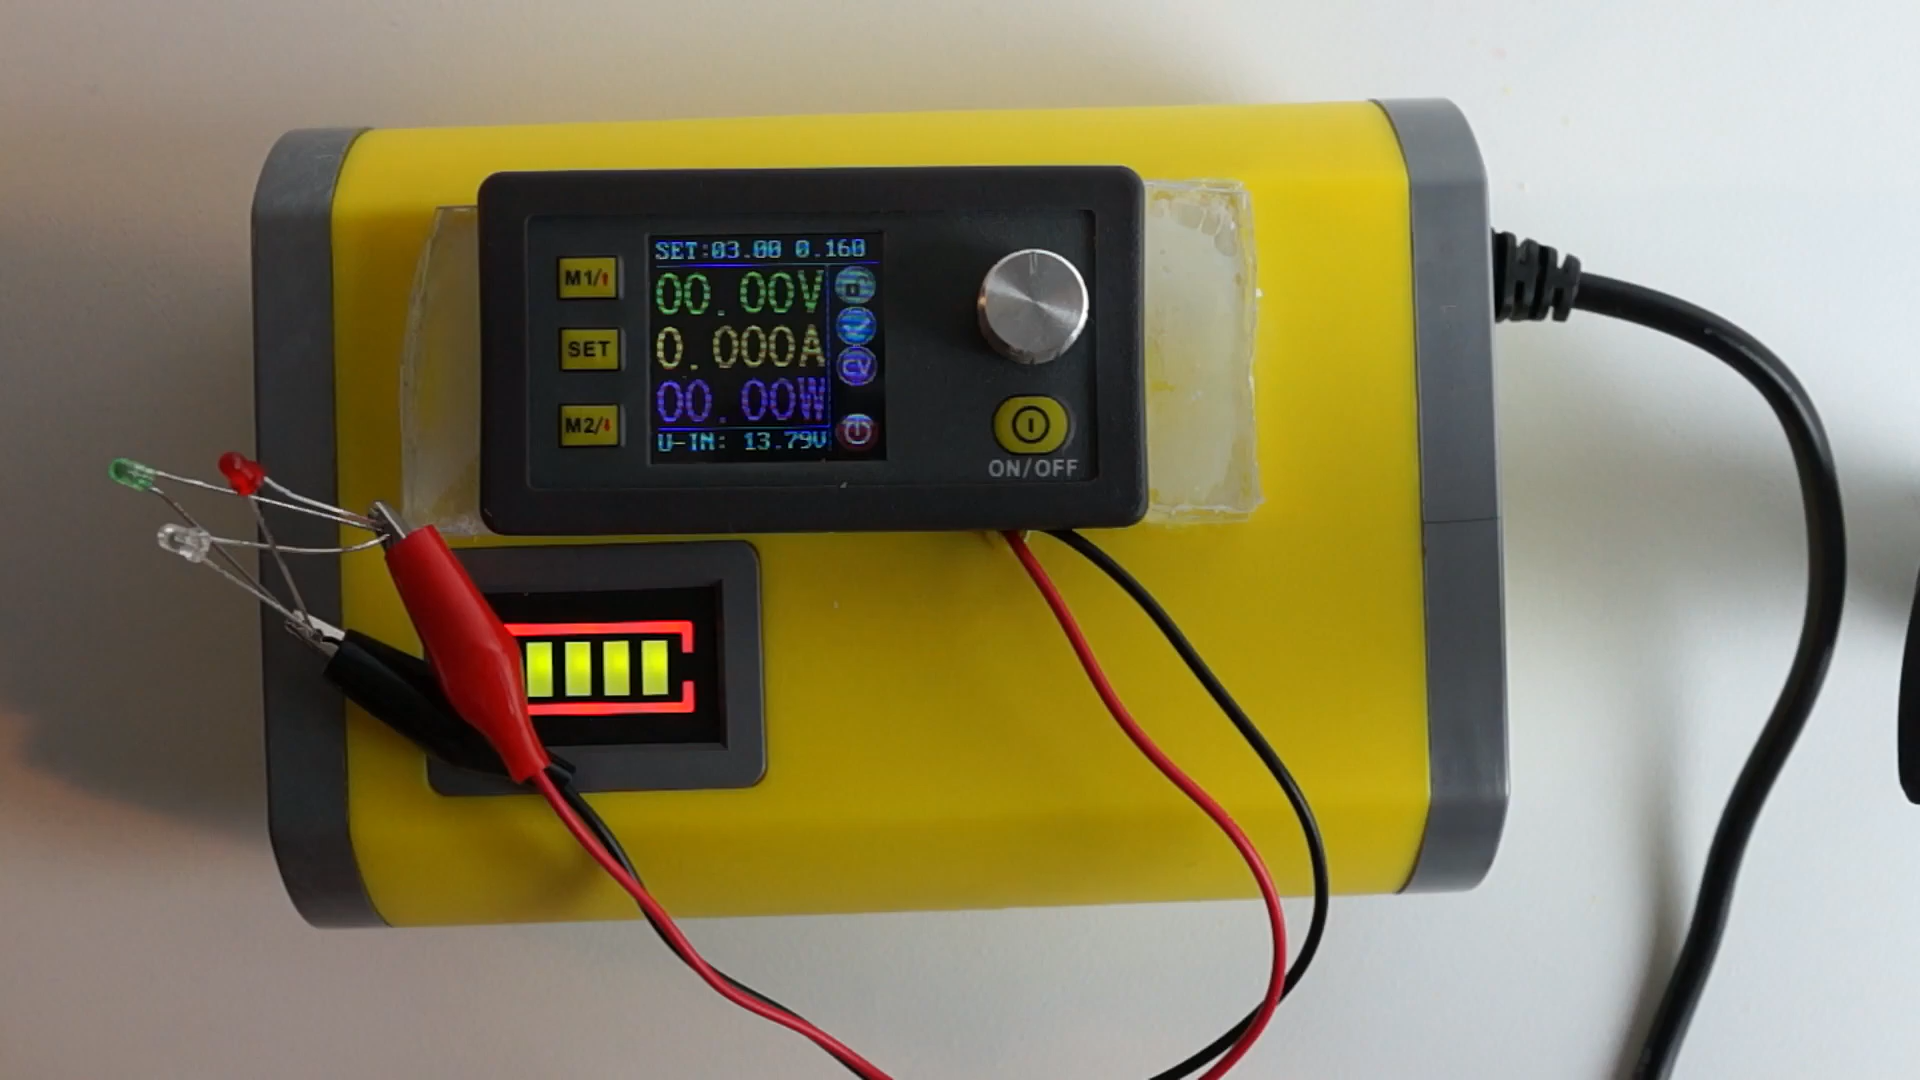 SET:03.00 0.160
M1/
00.00V
SET
0.000A
CV
00.00W
M2/
U-IN: 13.79V
ON/OFF